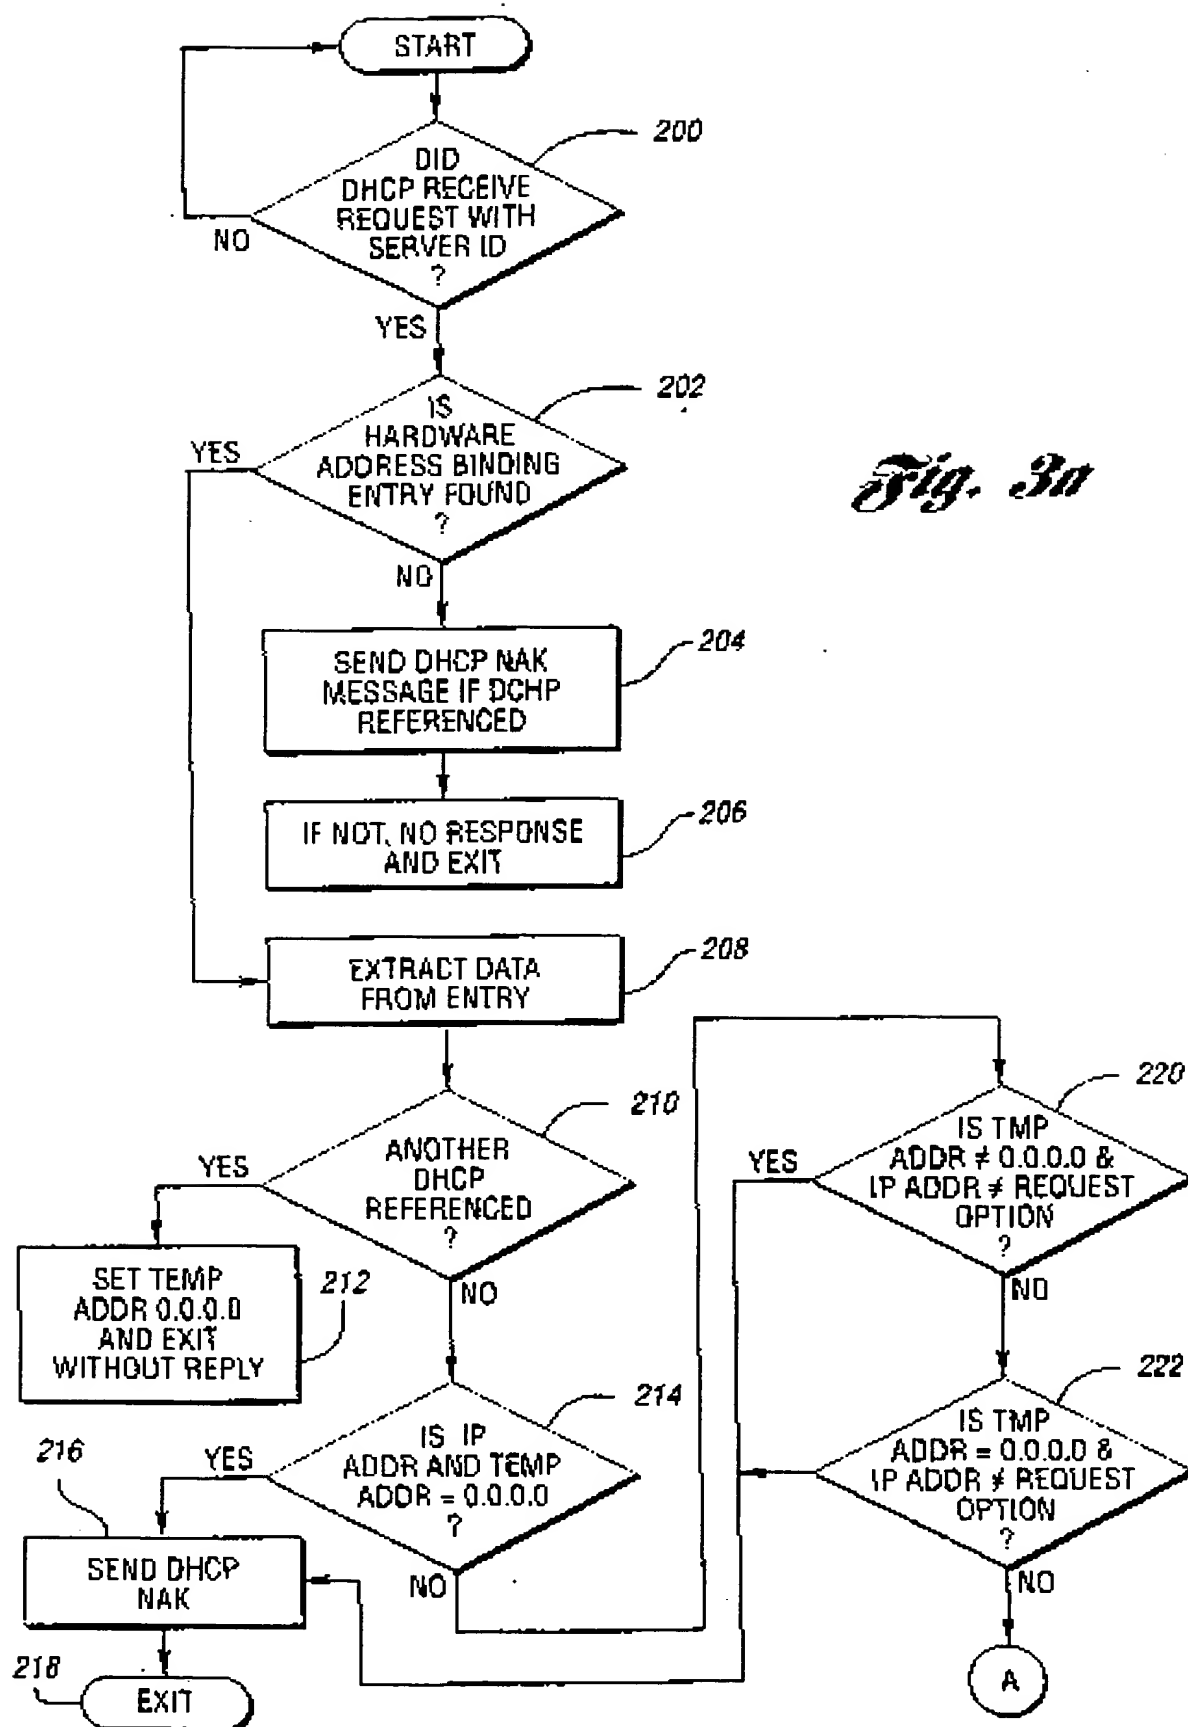 START
200
DID
DHCP RECEIVE
REQUEST WITH
SERVER ID
?
NO
YES
202
IS
HARDWARE
ADDRESS BINDING
ENTRY FOUND
?
YES
NO
Fig. 3a
204
SEND DHCP NAK
MESSAGE IF DCHP
REFERENCED
206
IF NOT, NO RESPONSE
AND EXIT
208
EXTRACT DATA
FROM ENTRY
210
ANOTHER
DHCP
REFERENCED
?
YES
NO
212
SET TEMP
ADDR 0.0.0.0
AND EXIT
WITHOUT REPLY
214
IS IP
ADDR AND TEMP
ADDR = 0.0.0.0
?
YES
NO
216
SEND DHCP
NAK
218
EXIT
220
IS TMP
ADDR ≠ 0.0.0.0 &
IP ADDR ≠ REQUEST
OPTION
?
YES
NO
222
IS TMP
ADDR = 0.0.0.0 &
IP ADDR ≠ REQUEST
OPTION
?
NO
A